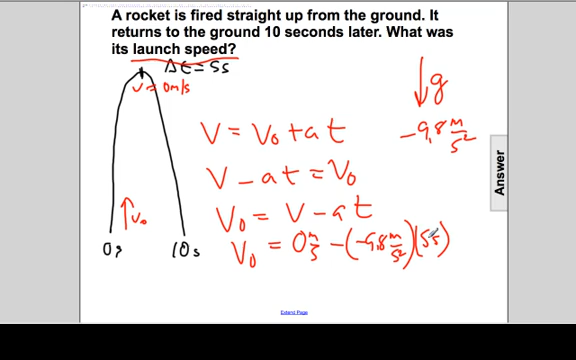 A rocket is fired straight up from the ground. It
returns to the ground 10 seconds later. What was
its launch speed?
Δt = 5s
V = 0 m/s
g
-9.8 m/s²
V = V₀ + at
V - at = V₀
V₀ = V - at
V₀ = 0 m/s - (-9.8 m/s²)(5s)
↑V₀
0s
10s
Answer
Extend Page